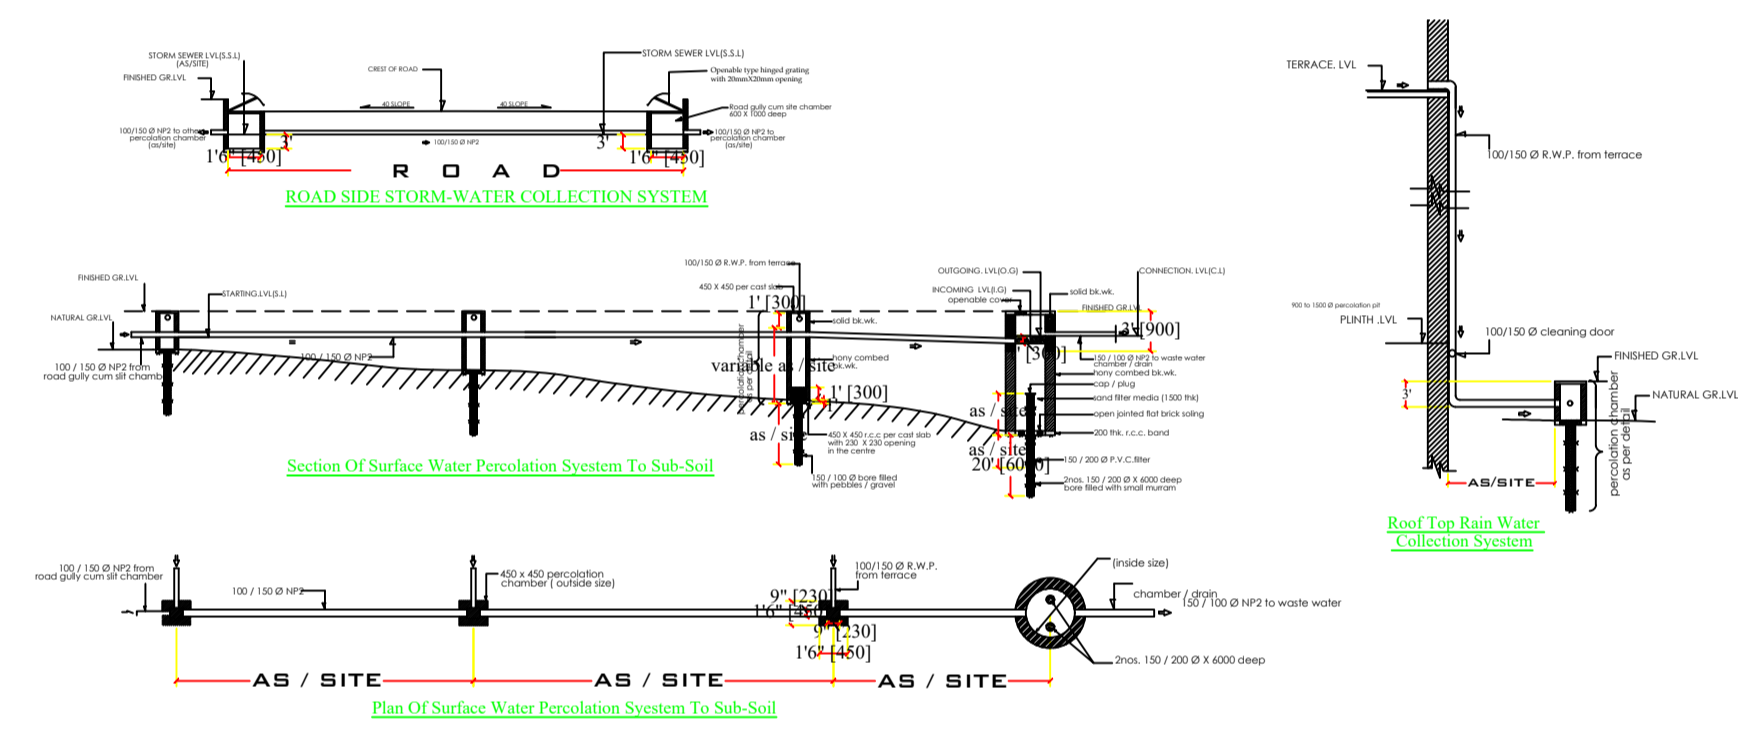 STORM SEWER LVL(S.S.L)
(AS/SITE)
FINISHED GR.LVL
CREST OF ROAD
STORM SEWER LVL(S.S.L)
Openable type hinged grating
with 20mmX20mm opening
40 SLOPE
40 SLOPE
Road gully cum site chamber
600 X 1000 deep
100/150 Ø NP2 to other
percolation chamber
(as/site)
3'
100/150 Ø NP2
3'
100/150 Ø NP2 to
percolation chamber
(as/site)
1'6" [450]
1'6" [450]
ROAD
ROAD SIDE STORM-WATER COLLECTION SYSTEM
FINISHED GR.LVL
STARTING.LVL(S.L)
NATURAL GR.LVL
100 / 150 Ø NP2 from
road gully cum slit chamb
100 / 150 Ø NP2
100/150 Ø R.W.P. from terrace
450 X 450 per cast slab
1' [300]
solid bk.wk.
percolation chamber
as per detail
variable as / site
hony combed
bk.wk.
1' [300]
as / site
450 X 450 r.c.c per cast slab
with 230 X 230 opening
in the centre
150 / 100 Ø bore filled
with pebbles / gravel
OUTGOING. LVL(O.G)
INCOMING LVL(I.G)
openable cover
CONNECTION. LVL(C.L)
solid bk.wk.
FINISHED GR.LVL
3' [900]
1' [300]
150 / 100 Ø NP2 to waste water
chamber / drain
hony combed bk.wk.
cap / plug
sand filter media (1500 thk)
as / site
open jointed flat brick soling
200 thk. r.c.c. band
as / site
20' [6000]
150 / 200 Ø P.V.C.filter
2nos. 150 / 200 Ø X 6000 deep
bore filled with small murram
Section Of Surface Water Percolation Syestem To Sub-Soil
100 / 150 Ø NP2 from
road gully cum slit chamber
100 / 150 Ø NP2
450 x 450 percolation
chamber ( outside size)
100/150 Ø R.W.P.
from terrace
9" [230]
1'6" [450]
9" [230]
1'6" [450]
(inside size)
chamber / drain
150 / 100 Ø NP2 to waste water
2nos. 150 / 200 Ø X 6000 deep
AS / SITE
AS / SITE
AS / SITE
Plan Of Surface Water Percolation Syestem To Sub-Soil
TERRACE. LVL
100/150 Ø R.W.P. from terrace
900 to 1500 Ø percolation pit
PLINTH .LVL
100/150 Ø cleaning door
FINISHED GR.LVL
3'
NATURAL GR.LVL
percolation chamber
as per detail
AS/SITE
Roof Top Rain Water
Collection Syestem